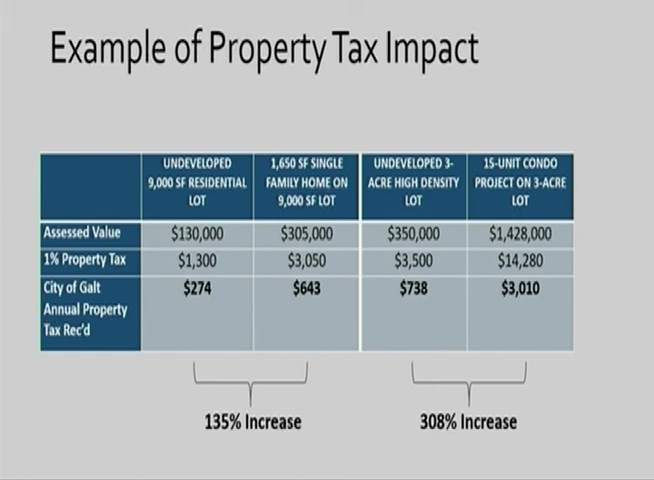 Example of Property Tax Impact
UNDEVELOPED
9,000 SF RESIDENTIAL
LOT
1,650 SF SINGLE
FAMILY HOME ON
9,000 SF LOT
UNDEVELOPED 3-
ACRE HIGH DENSITY
LOT
15-UNIT CONDO
PROJECT ON 3-ACRE
LOT
Assessed Value $130,000 $305,000 $350,000 $1,428,000
1% Property Tax $1,300 $3,050 $3,500 $14,280
City of Galt $274 $643 $738 $3,010
Annual Property
Tax Rec'd
135% Increase 308% Increase